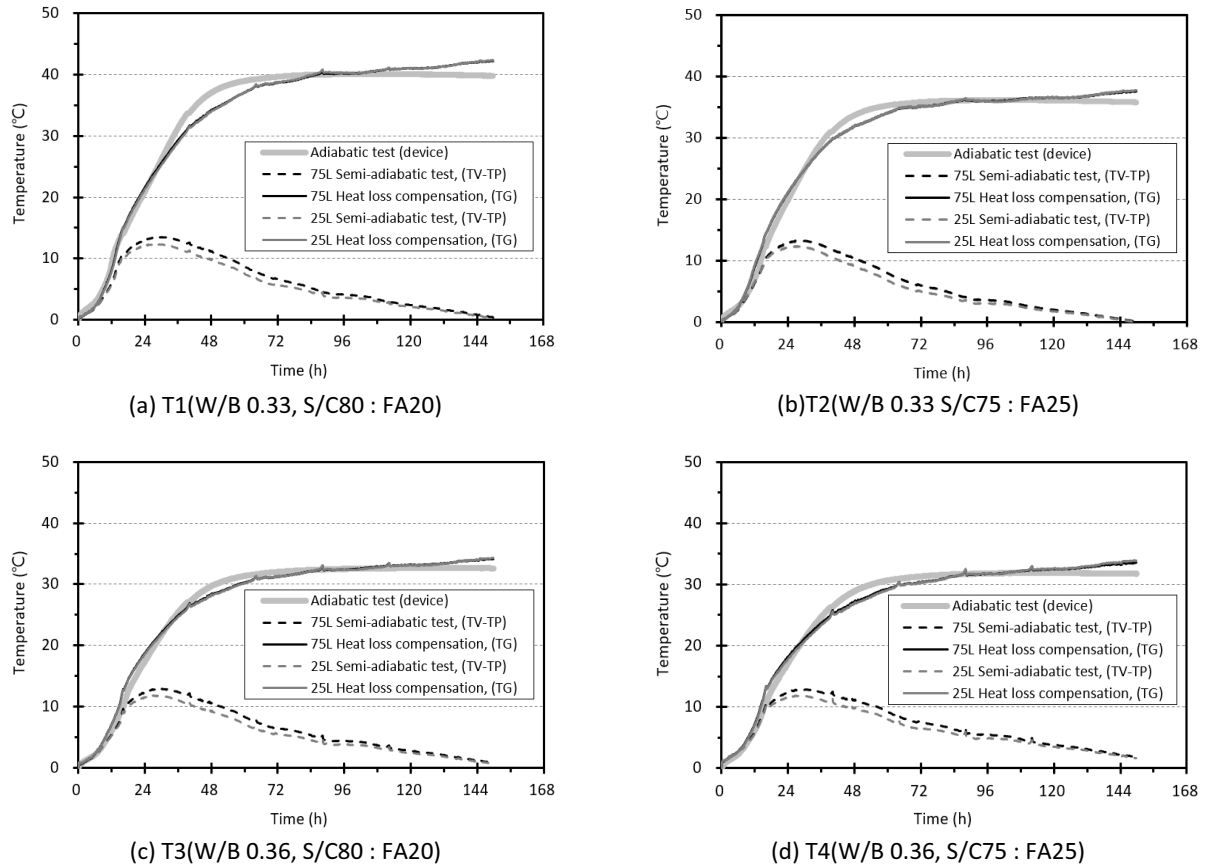 50
40
30
20
10
0
Temperature (℃)
Adiabatic test (device)
75L Semi-adiabatic test, (TV-TP)
75L Heat loss compensation, (TG)
25L Semi-adiabatic test, (TV-TP)
25L Heat loss compensation, (TG)
0 24 48 72 96 120 144 168
Time (h)
(a) T1(W/B 0.33, S/C80 : FA20)
50
40
30
20
10
0
Temperature (℃)
Adiabatic test (device)
75L Semi-adiabatic test, (TV-TP)
75L Heat loss compensation, (TG)
25L Semi-adiabatic test, (TV-TP)
25L Heat loss compensation, (TG)
0 24 48 72 96 120 144 168
Time (h)
(b)T2(W/B 0.33 S/C75 : FA25)
50
40
30
20
10
0
Temperature (℃)
Adiabatic test (device)
75L Semi-adiabatic test, (TV-TP)
75L Heat loss compensation, (TG)
25L Semi-adiabatic test, (TV-TP)
25L Heat loss compensation, (TG)
0 24 48 72 96 120 144 168
Time (h)
(c) T3(W/B 0.36, S/C80 : FA20)
50
40
30
20
10
0
Temperature (℃)
Adiabatic test (device)
75L Semi-adiabatic test, (TV-TP)
75L Heat loss compensation, (TG)
25L Semi-adiabatic test, (TV-TP)
25L Heat loss compensation, (TG)
0 24 48 72 96 120 144 168
Time (h)
(d) T4(W/B 0.36, S/C75 : FA25)